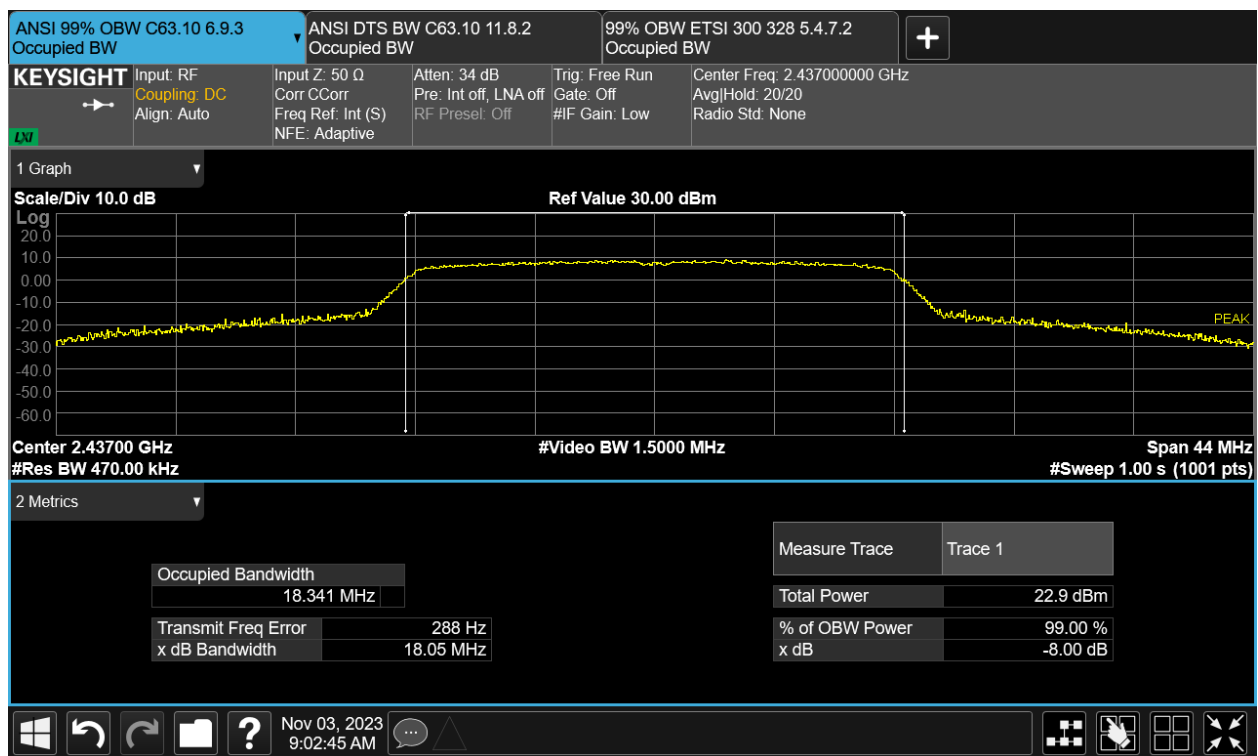 ANSI 99% OBW C63.10 6.9.3
Occupied BW
ANSI DTS BW C63.10 11.8.2
Occupied BW
99% OBW ETSI 300 328 5.4.7.2
Occupied BW
KEYSIGHT
LXI
Input: RF
Coupling: DC
Align: Auto
Input Z: 50 Ω
Corr CCorr
Freq Ref: Int (S)
NFE: Adaptive
Atten: 34 dB
Pre: Int off, LNA off
RF Presel: Off
Trig: Free Run
Gate: Off
#IF Gain: Low
Center Freq: 2.437000000 GHz
Avg|Hold: 20/20
Radio Std: None
1 Graph
Scale/Div 10.0 dB
Ref Value 30.00 dBm
Log
20.0
10.0
0.00
-10.0
-20.0
-30.0
-40.0
-50.0
-60.0
PEAK
Center 2.43700 GHz
#Video BW 1.5000 MHz
Span 44 MHz
#Res BW 470.00 kHz
#Sweep 1.00 s (1001 pts)
2 Metrics
Measure Trace
Trace 1
Occupied Bandwidth
18.341 MHz
Total Power
22.9 dBm
Transmit Freq Error
288 Hz
% of OBW Power
99.00 %
x dB Bandwidth
18.05 MHz
x dB
-8.00 dB
?
Nov 03, 2023
9:02:45 AM